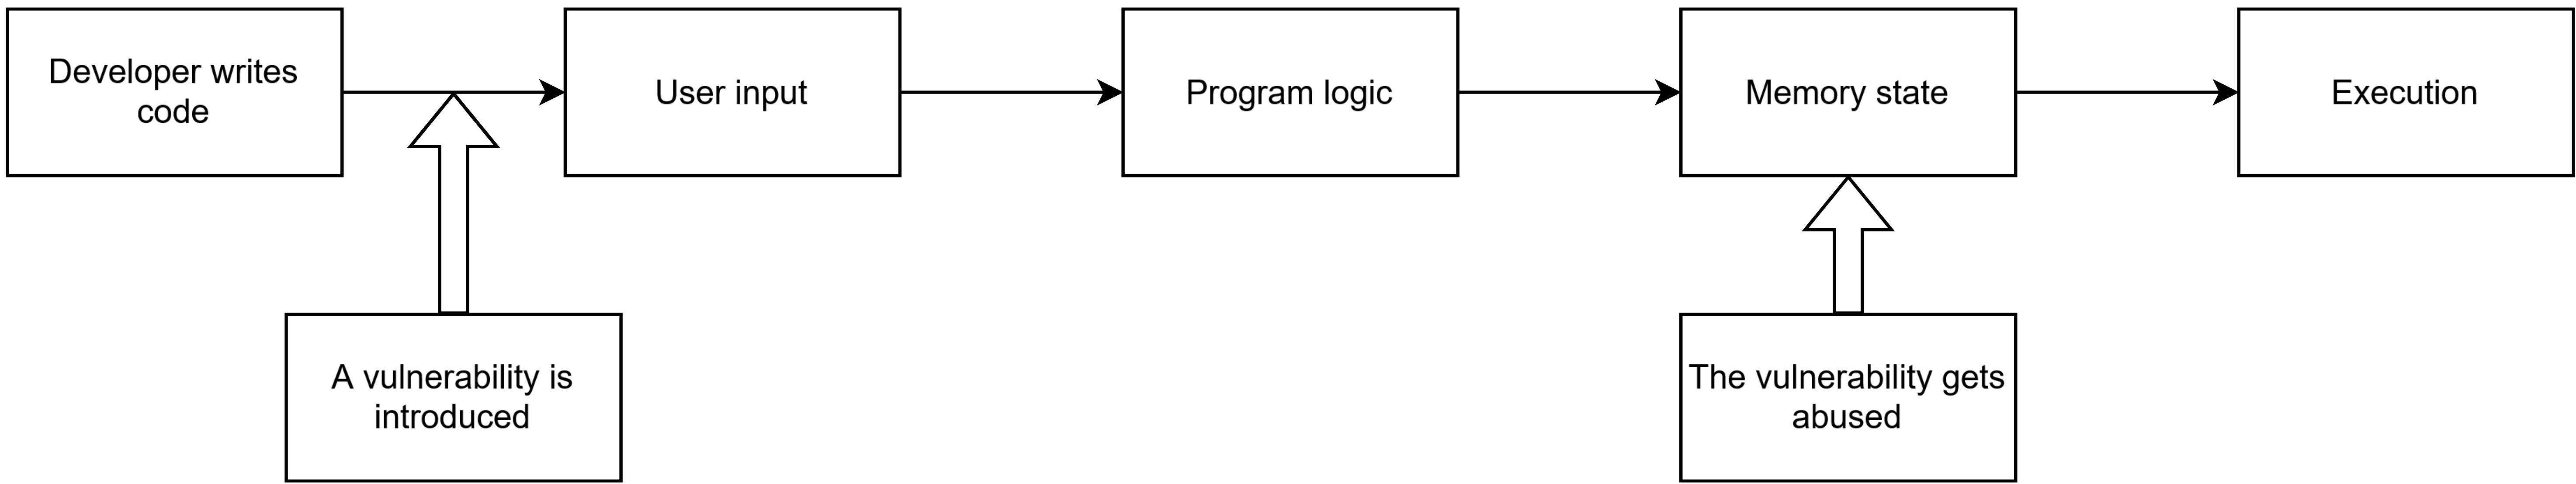 Developer writes
code
User input
Program logic
Memory state
Execution
A vulnerability is
introduced
The vulnerability gets
abused